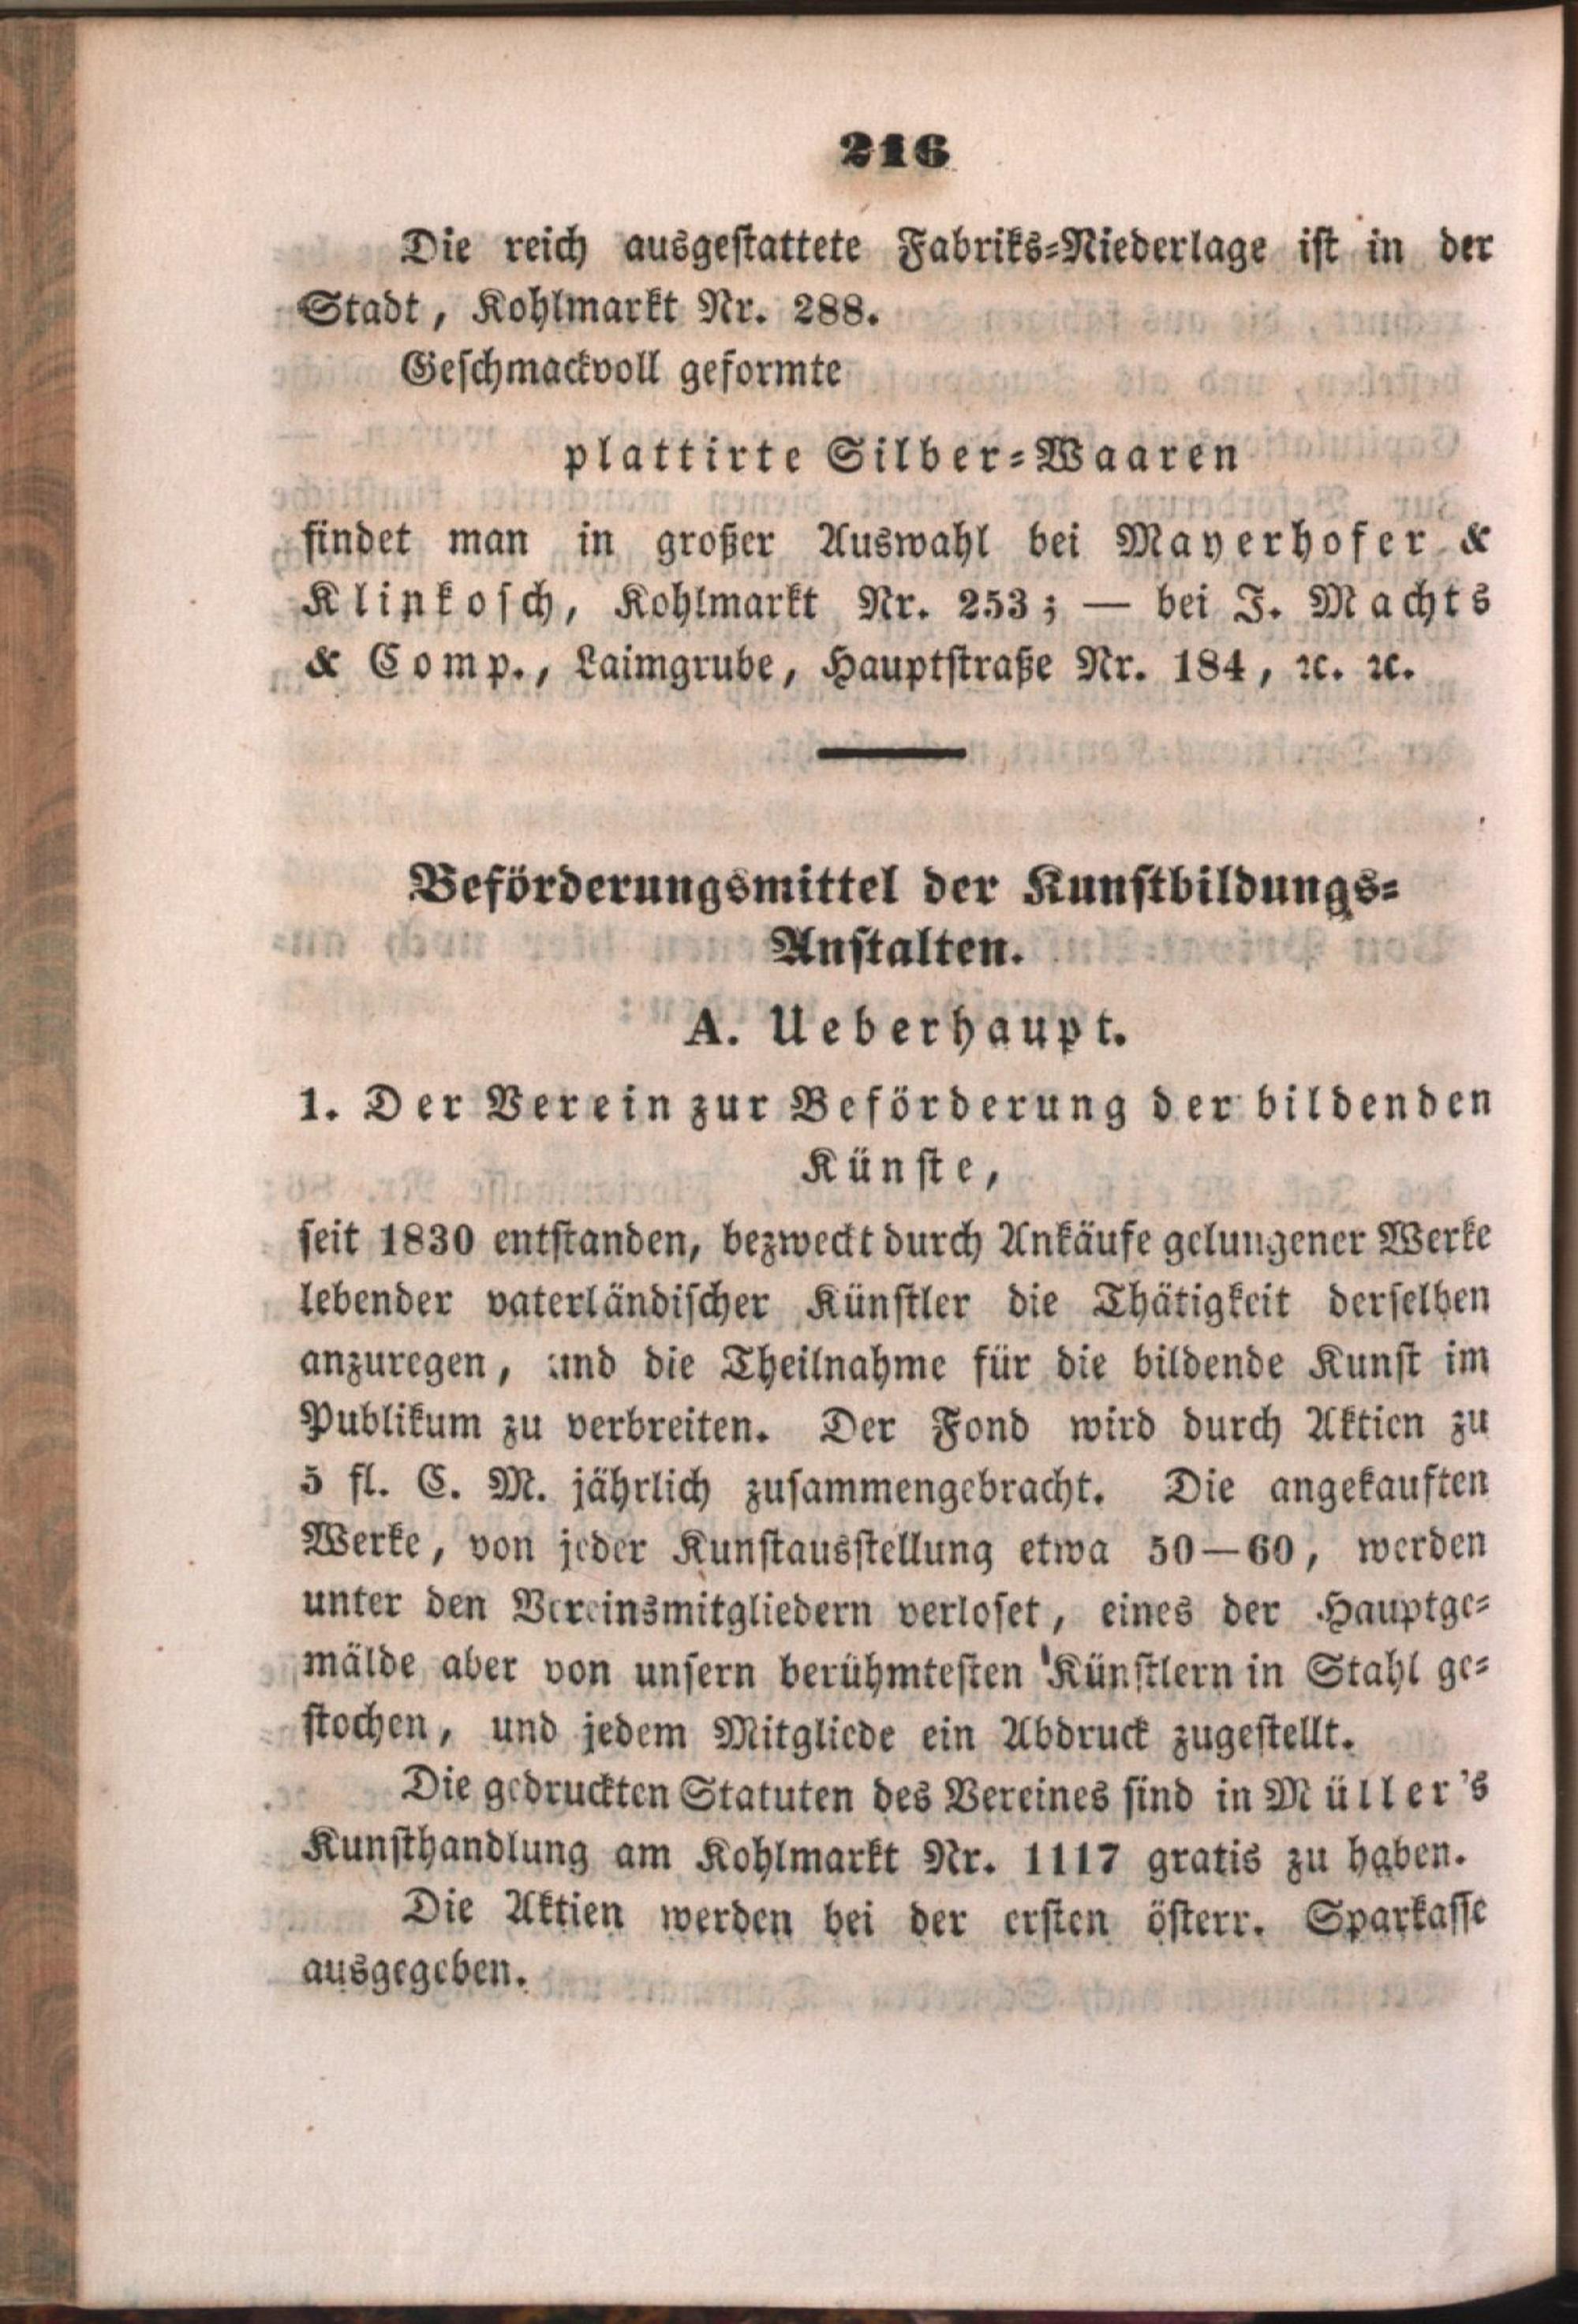 216
Die reich ausgestattete Fabriks-Niederlage ist in der
Stadt, Kohlmarkt Nr. 288.
Geschmackvoll geformte
plattirte Silber-Waaren
findet man in großer Auswahl bei Mayerhofer &
Klinkosch, Kohlmarkt Nr. 253; — bei J. Machts
& Comp., Laimgrube, Hauptstraße Nr. 184, ꝛc. ꝛc.
Beförderungsmittel der Kunstbildungs-
Anstalten.
A. Ueberhaupt.
1. Der Verein zur Beförderung der bildenden
Künste,
seit 1830 entstanden, bezweckt durch Ankäufe gelungener Werke
lebender vaterländischer Künstler die Thätigkeit derselben
anzuregen, und die Theilnahme für die bildende Kunst im
Publikum zu verbreiten. Der Fond wird durch Aktien zu
5 fl. C. M. jährlich zusammengebracht. Die angekauften
Werke, von jeder Kunstausstellung etwa 50—60, werden
unter den Vereinsmitgliedern verloset, eines der Hauptge-
mälde aber von unsern berühmtesten Künstlern in Stahl ge-
stochen, und jedem Mitgliede ein Abdruck zugestellt.
Die gedruckten Statuten des Vereines sind in Müller's
Kunsthandlung am Kohlmarkt Nr. 1117 gratis zu haben.
Die Aktien werden bei der ersten österr. Sparkasse
ausgegeben.